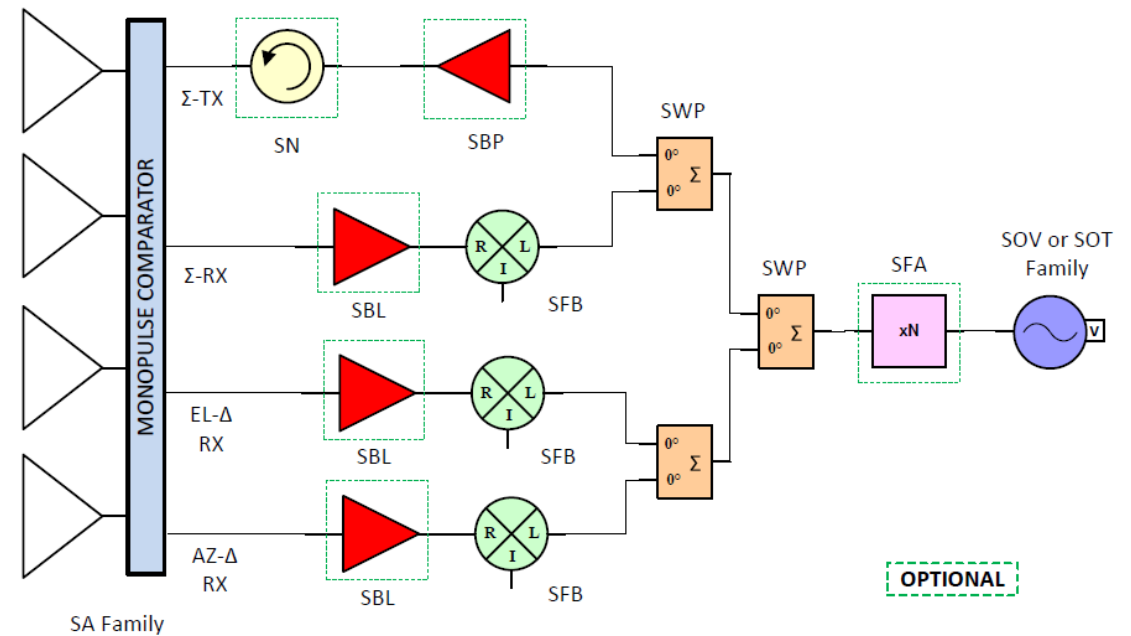 MONOPULSE COMPARATOR
Σ-TX
SN
SBP
SWP
0°
Σ
0°
Σ-RX
SBL
R
L
I
SFB
SWP
0°
Σ
0°
SFA
xN
SOV or SOT
Family
V
EL-Δ
RX
SBL
R
L
I
SFB
0°
Σ
0°
AZ-Δ
RX
SBL
R
L
I
SFB
OPTIONAL
SA Family